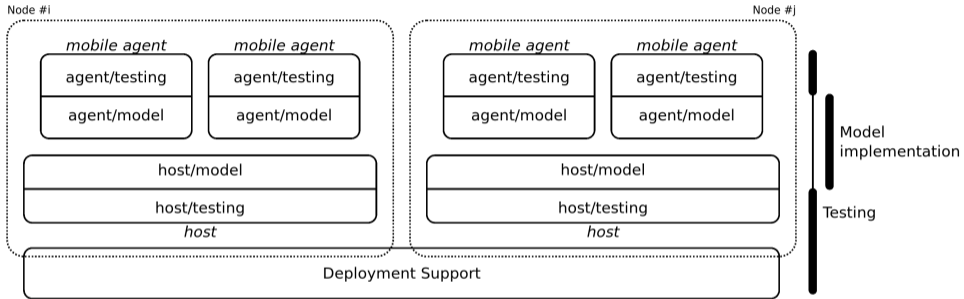 Node #i
Node #j
mobile agent
mobile agent
mobile agent
mobile agent
agent/testing
agent/testing
agent/testing
agent/testing
agent/model
agent/model
agent/model
agent/model
Model
implementation
host/model
host/model
host/testing
host/testing
Testing
host
host
Deployment Support